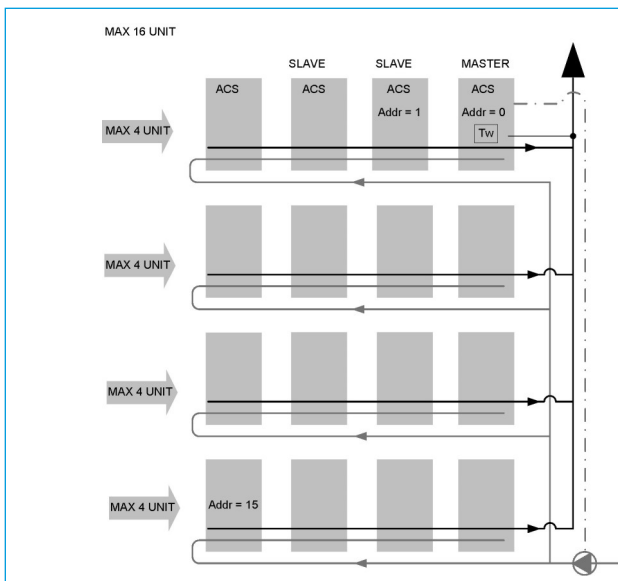 MAX 16 UNIT
SLAVE SLAVE MASTER
ACS ACS ACS ACS
Addr = 1 Addr = 0
MAX 4 UNIT
Tw
MAX 4 UNIT
MAX 4 UNIT
Addr = 15
MAX 4 UNIT